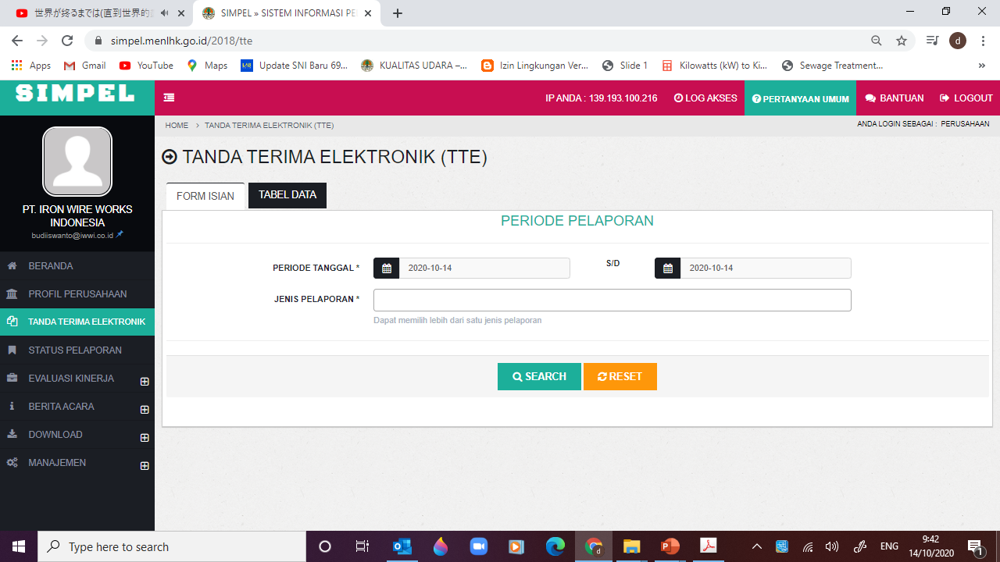 世界が终るまでは(直到世界的
SIMPEL » SISTEM INFORMASI PE
simpel.menlhk.go.id/2018/tte
d
Apps
Gmail
YouTube
Maps
Update SNI Baru 69...
KUALITAS UDARA –...
Izin Lingkungan Ver...
Slide 1
Kilowatts (kW) to Ki...
Sewage Treatment...
»
SIMPEL
IP ANDA : 139.193.100.216
LOG AKSES
PERTANYAAN UMUM
BANTUAN
LOGOUT
HOME > TANDA TERIMA ELEKTRONIK (TTE)
ANDA LOGIN SEBAGAI : PERUSAHAAN
PT. IRON WIRE WORKS
INDONESIA
budiiswanto@iwwi.co.id
BERANDA
PROFIL PERUSAHAAN
TANDA TERIMA ELEKTRONIK
STATUS PELAPORAN
EVALUASI KINERJA
BERITA ACARA
DOWNLOAD
MANAJEMEN
TANDA TERIMA ELEKTRONIK (TTE)
FORM ISIAN
TABEL DATA
PERIODE PELAPORAN
PERIODE TANGGAL * 2020-10-14 S/D 2020-10-14
JENIS PELAPORAN *
Dapat memilih lebih dari satu jenis pelaporan
SEARCH
RESET
Type here to search
ENG
9:42
14/10/2020
1